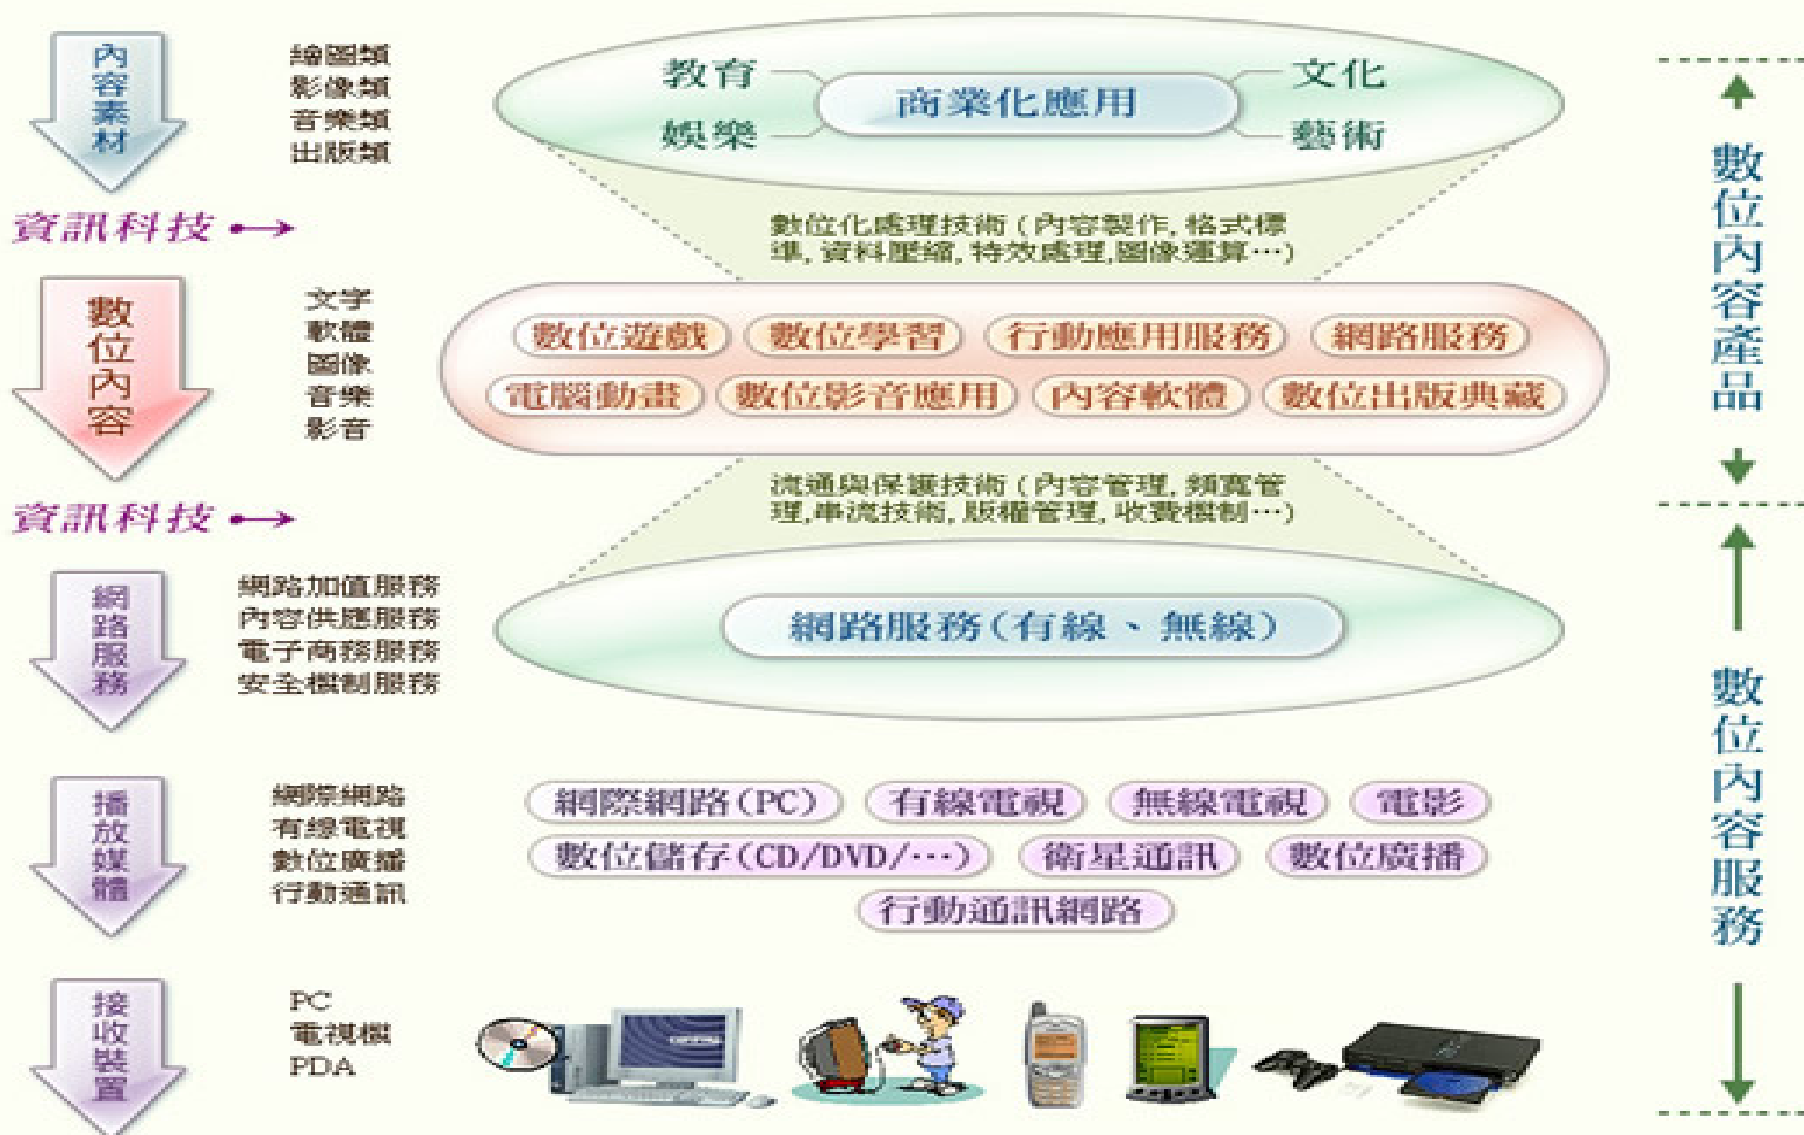 內容素材
繪圖類
影像類
音樂類
出版類
教育
娛樂
商業化應用
文化
藝術
資訊科技
數位化處理技術 (內容製作, 格式標
準, 資料壓縮, 特效處理,圖像運算…)
數位內容
文字
軟體
圖像
音樂
影音
數位遊戲
數位學習
行動應用服務
網路服務
電腦動畫
數位影音應用
內容軟體
數位出版典藏
數位內容產品
資訊科技
流通與保護技術 (內容管理, 頻寬管
理,串流技術, 版權管理, 收費機制…)
網路服務
網路加值服務
內容供應服務
電子商務服務
安全機制服務
網路服務(有線、無線)
播放媒體
網際網路
有線電視
數位廣播
行動通訊
網際網路(PC)
有線電視
無線電視
電影
數位儲存(CD/DVD/…)
衛星通訊
數位廣播
行動通訊網路
接收裝置
PC
電視機
PDA
數位內容服務